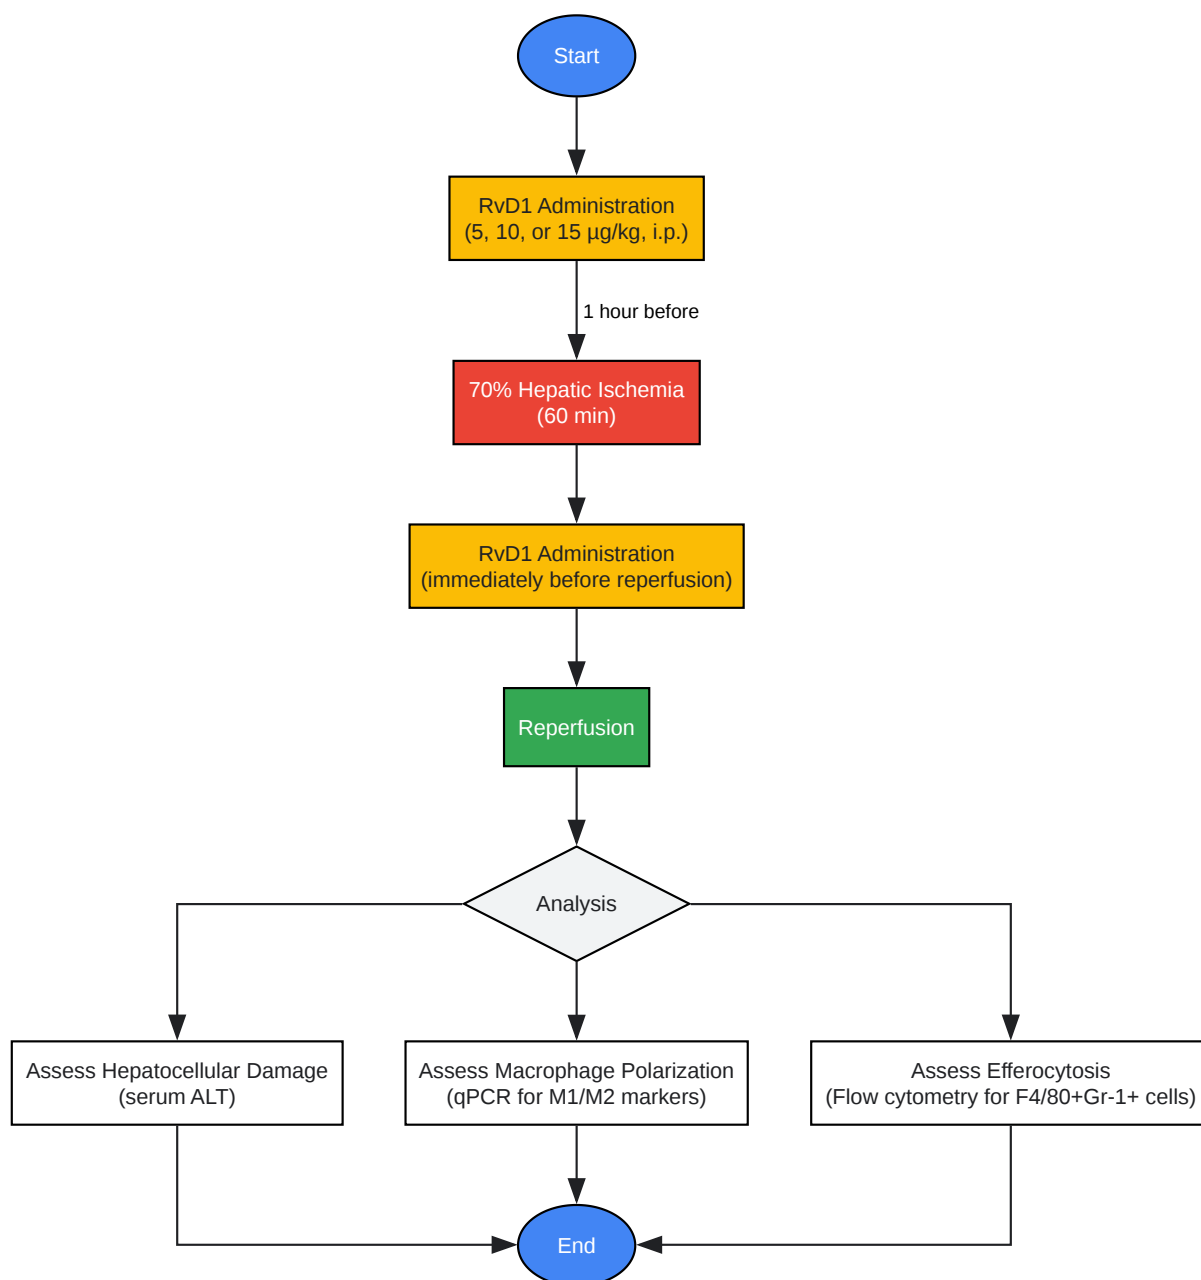 Start
RvD1 Administration
(5, 10, or 15 µg/kg, i.p.)
1 hour before
70% Hepatic Ischemia
(60 min)
RvD1 Administration
(immediately before reperfusion)
Reperfusion
Analysis
Assess Hepatocellular Damage
(serum ALT)
Assess Macrophage Polarization
(qPCR for M1/M2 markers)
Assess Efferocytosis
(Flow cytometry for F4/80+Gr-1+ cells)
End